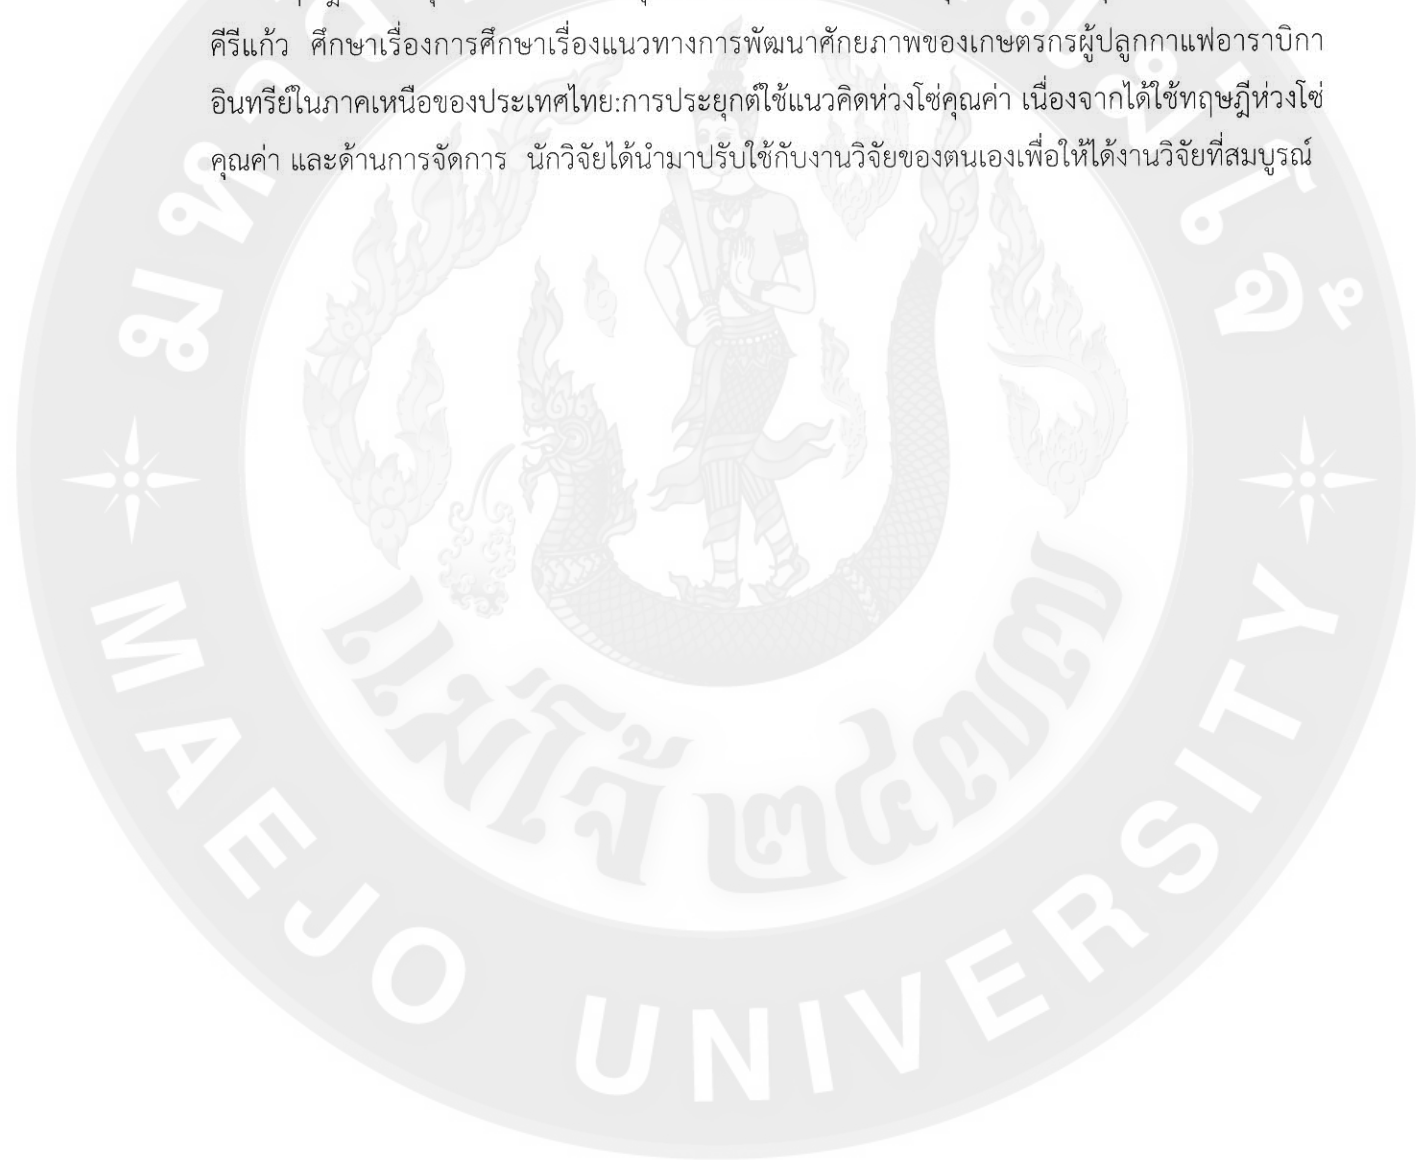 คีรีแก้ว ศึกษาเรื่องการศึกษาเรื่องแนวทางการพัฒนาศักยภาพของเกษตรกรผู้ปลูกกาแฟอาราบิกา
อินทรีย์ในภาคเหนือของประเทศไทย:การประยุกต์ใช้แนวคิดห่วงโซ่คุณค่า เนื่องจากได้ใช้ทฤษฎีห่วงโซ่
คุณค่า และด้านการจัดการ นักวิจัยได้นำมาปรับใช้กับงานวิจัยของตนเองเพื่อให้ได้งานวิจัยที่สมบูรณ์
แม่โจ้ ๒๔๗๗
MAEJO UNIVERSITY